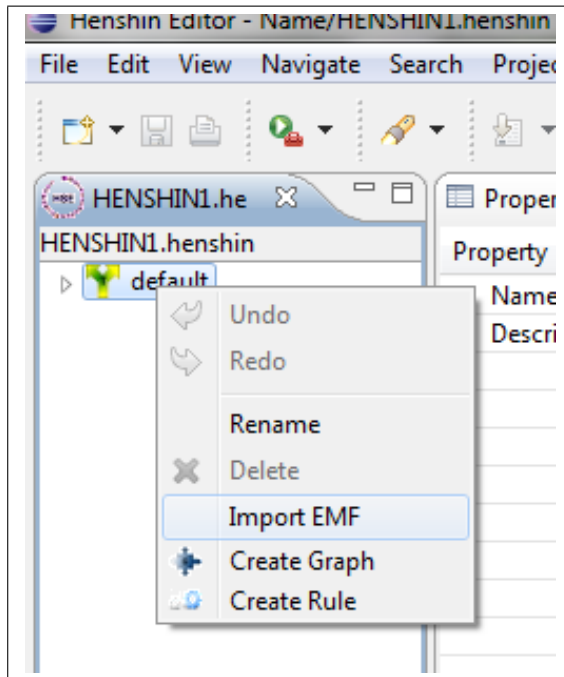 Henshin Editor - Name/HENSHIN1.henshin
File Edit View Navigate Search Projec
HENSHIN1.he
Proper
HENSHIN1.henshin
Property
default
Name
Descri
Undo
Redo
Rename
Delete
Import EMF
Create Graph
Create Rule